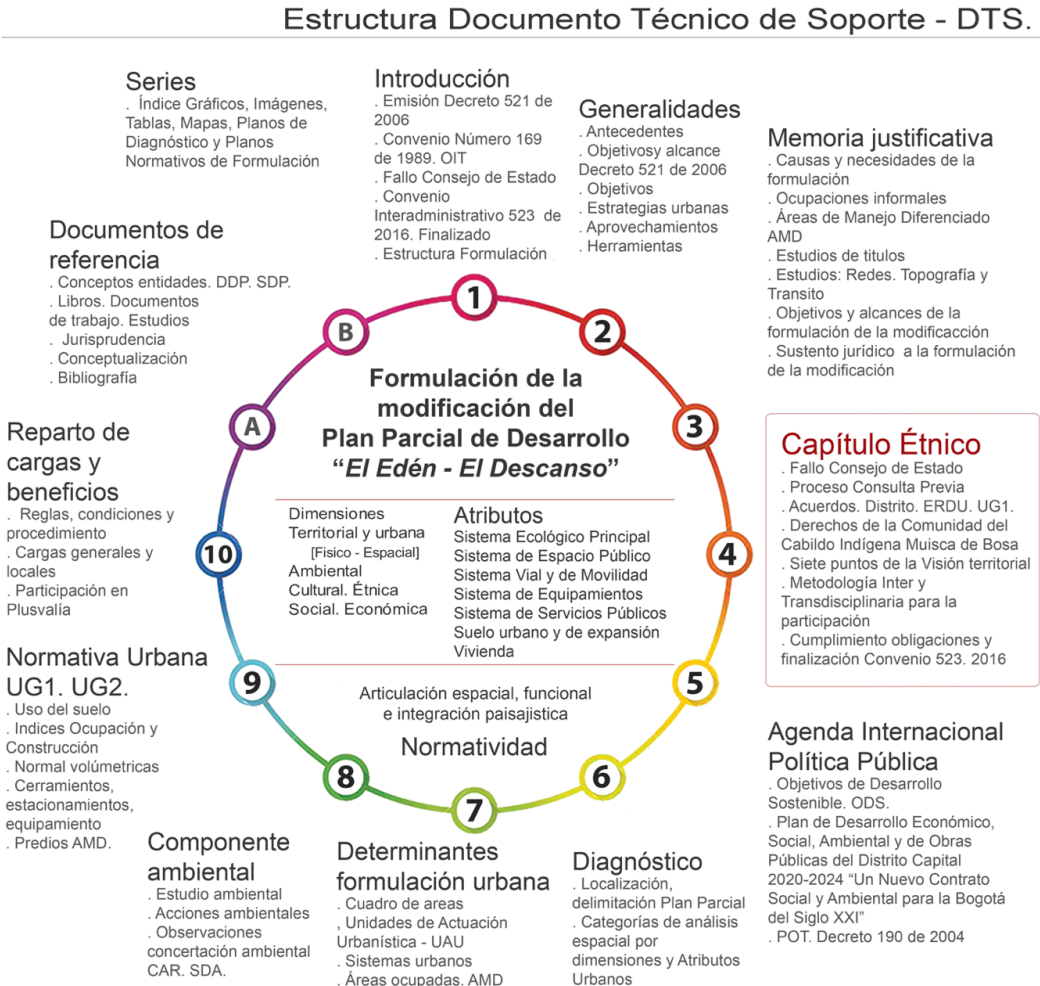 Estructura Documento Técnico de Soporte - DTS.
Series
. Índice Gráficos, Imágenes,
Tablas, Mapas, Planos de
Diagnóstico y Planos
Normativos de Formulación
Introducción
. Emisión Decreto 521 de
2006
. Convenio Número 169
de 1989. OIT
. Fallo Consejo de Estado
. Convenio
Interadministrativo 523 de
2016. Finalizado
. Estructura Formulación
Generalidades
. Antecedentes
. Objetivosy alcance
Decreto 521 de 2006
. Objetivos
. Estrategias urbanas
. Aprovechamientos
. Herramientas
Memoria justificativa
. Causas y necesidades de la
formulación
. Ocupaciones informales
. Áreas de Manejo Diferenciado
AMD
. Estudios de titulos
. Estudios: Redes. Topografía y
Transito
. Objetivos y alcances de la
formulación de la modificacción
. Sustento jurídico a la formulación
de la modificación
Capítulo Étnico
. Fallo Consejo de Estado
. Proceso Consulta Previa
. Acuerdos. Distrito. ERDU. UG1.
. Derechos de la Comunidad del
Cabildo Indígena Muisca de Bosa
. Siete puntos de la Visión territorial
. Metodología Inter y
Transdisciplinaria para la
participación
. Cumplimiento obligaciones y
finalización Convenio 523. 2016
Agenda Internacional
Política Pública
. Objetivos de Desarrollo
Sostenible. ODS.
. Plan de Desarrollo Económico,
Social, Ambiental y de Obras
Públicas del Distrito Capital
2020-2024 “Un Nuevo Contrato
Social y Ambiental para la Bogotá
del Siglo XXI”
. POT. Decreto 190 de 2004
Diagnóstico
. Localización,
delimitación Plan Parcial
. Categorías de análisis
espacial por
dimensiones y Atributos
Urbanos
Determinantes
formulación urbana
. Cuadro de areas
, Unidades de Actuación
Urbanística - UAU
. Sistemas urbanos
. Áreas ocupadas. AMD
Componente
ambiental
. Estudio ambiental
. Acciones ambientales
. Observaciones
concertación ambiental
CAR. SDA.
Normativa Urbana
UG1. UG2.
. Uso del suelo
. Indices Ocupación y
Construcción
. Normal volúmetricas
. Cerramientos,
estacionamientos,
equipamiento
. Predios AMD.
Reparto de
cargas y
beneficios
. Reglas, condiciones y
procedimiento
. Cargas generales y
locales
. Participación en
Plusvalía
Documentos de
referencia
. Conceptos entidades. DDP. SDP.
. Libros. Documentos
de trabajo. Estudios
. Jurisprudencia
. Conceptualización
. Bibliografía
1
2
3
4
5
6
7
8
9
10
A
B
Formulación de la
modificación del
Plan Parcial de Desarrollo
“El Edén - El Descanso”
Dimensiones
Territorial y urbana
[Fisico - Espacial]
Ambiental
Cultural. Étnica
Social. Económica
Atributos
Sistema Ecológico Principal
Sistema de Espacio Público
Sistema Vial y de Movilidad
Sistema de Equipamientos
Sistema de Servicios Públicos
Suelo urbano y de expansión
Vivienda
Articulación espacial, funcional
e integración paisajistica
Normatividad